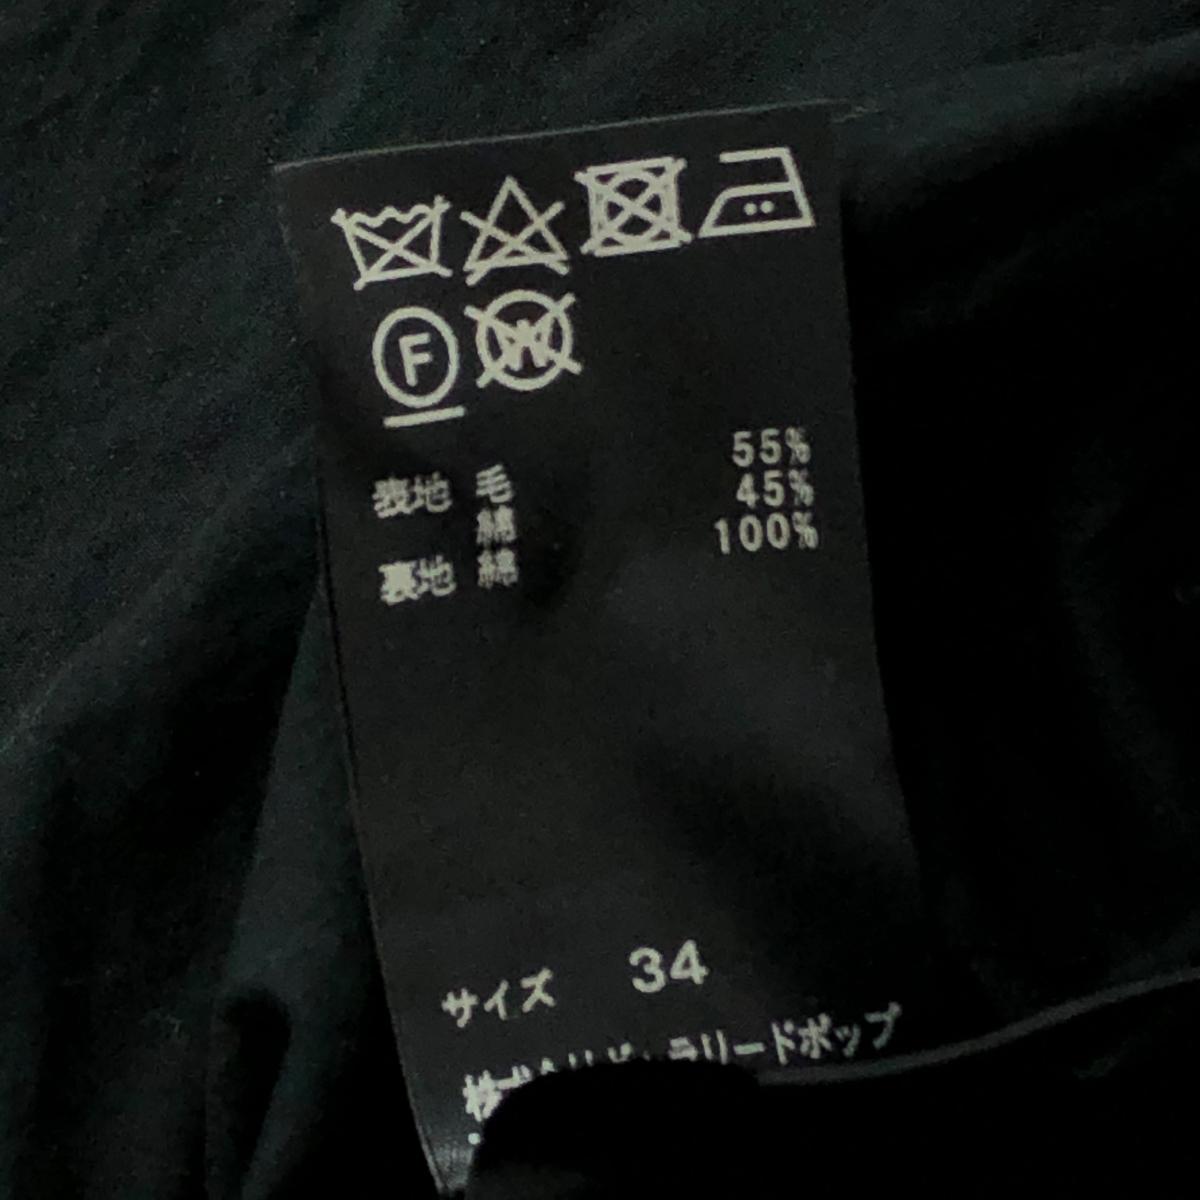 F W
表地 毛 55%
綿 45%
裏地 綿 100%
サイズ 34
ラリードポップ